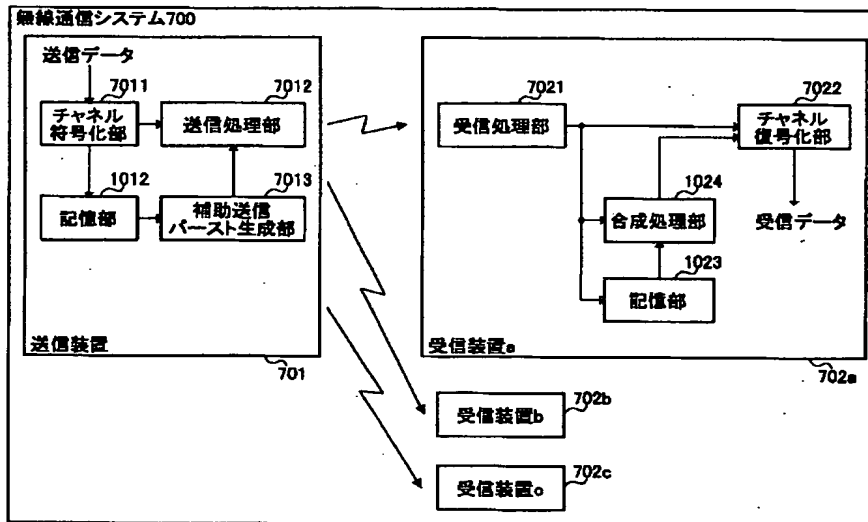 無線通信システム700
送信データ
7011
チャネル
符号化部
7012
送信処理部
1012
記憶部
7013
補助送信
バースト生成部
送信装置
701
7021
受信処理部
7022
チャネル
復号化部
1024
合成処理部
受信データ
1023
記憶部
受信装置a
702a
受信装置b
702b
受信装置c
702c